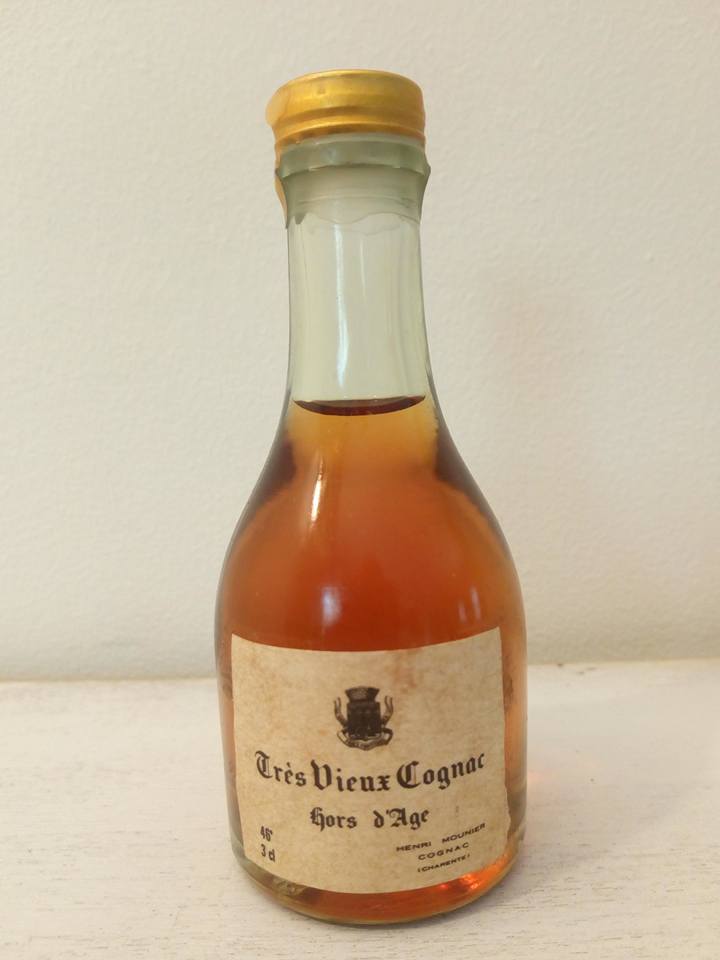 Très Vieux Cognac
Hors d'Age
46°
3 cl
HENRI MOUNIER
COGNAC
(CHARENTE)